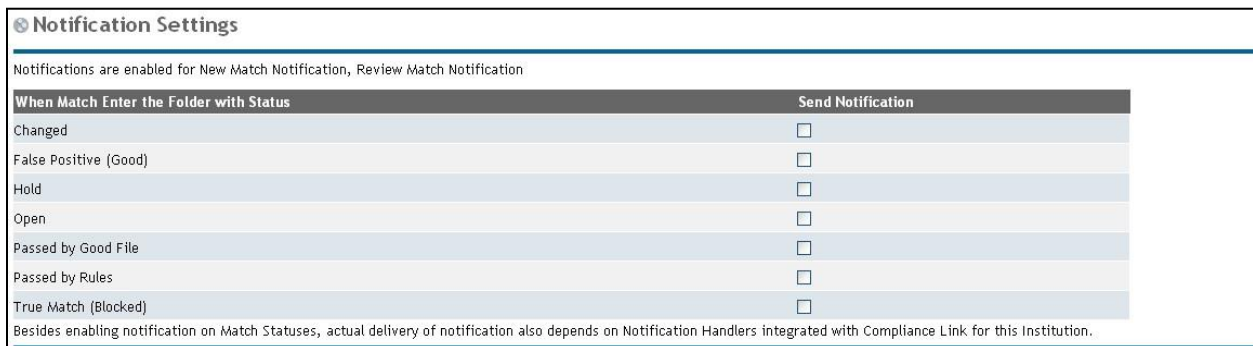 Notification Settings
Notifications are enabled for New Match Notification, Review Match Notification
When Match Enter the Folder with Status Send Notification
Changed
False Positive (Good)
Hold
Open
Passed by Good File
Passed by Rules
True Match (Blocked)
Besides enabling notification on Match Statuses, actual delivery of notification also depends on Notification Handlers integrated with Compliance Link for this Institution.